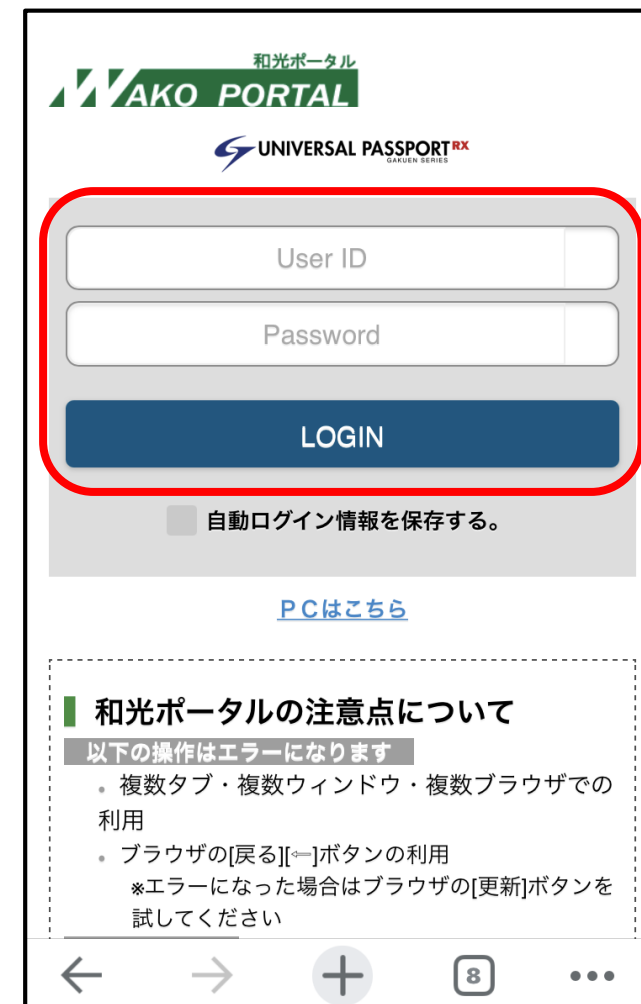 和光ポータル
WAKO PORTAL
UNIVERSAL PASSPORT RX
GAKUEN SERIES
User ID
Password
LOGIN
自動ログイン情報を保存する。
ＰＣはこちら
和光ポータルの注意点について
以下の操作はエラーになります
。複数タブ・複数ウィンドウ・複数ブラウザでの
利用
。ブラウザの[戻る][⇦]ボタンの利用
※エラーになった場合はブラウザの[更新]ボタンを
試してください
8